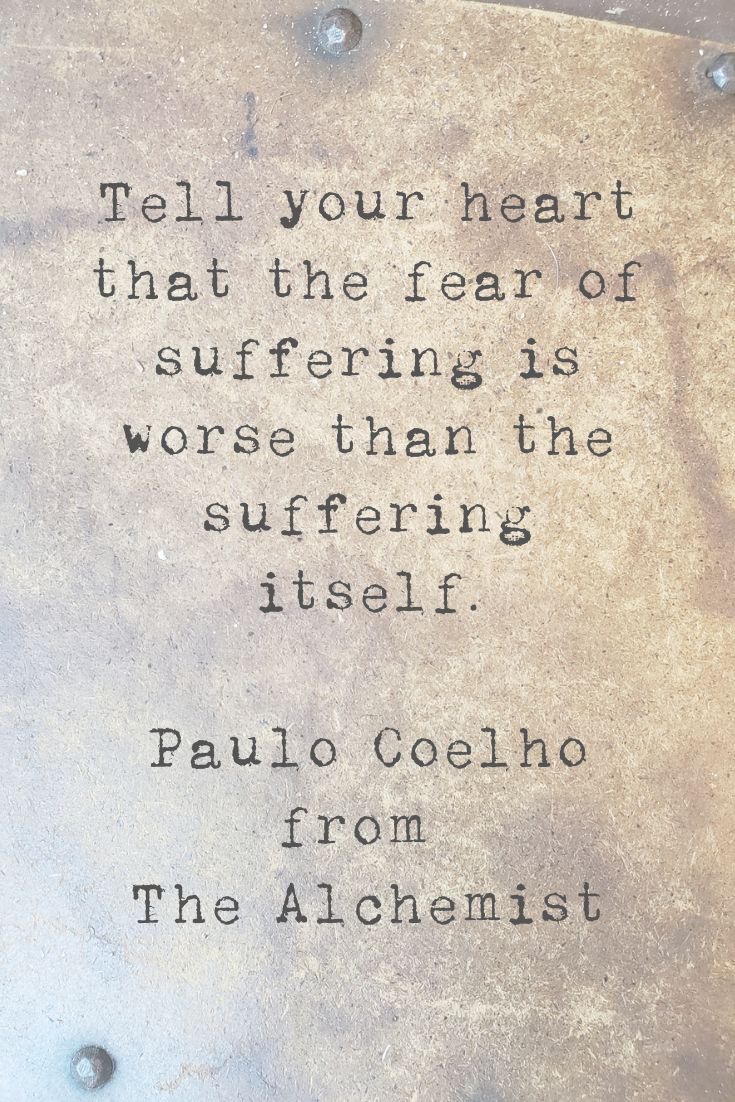 Tell your heart
that the fear of
suffering is
worse than the
suffering
itself.
Paulo Coelho
from
The Alchemist